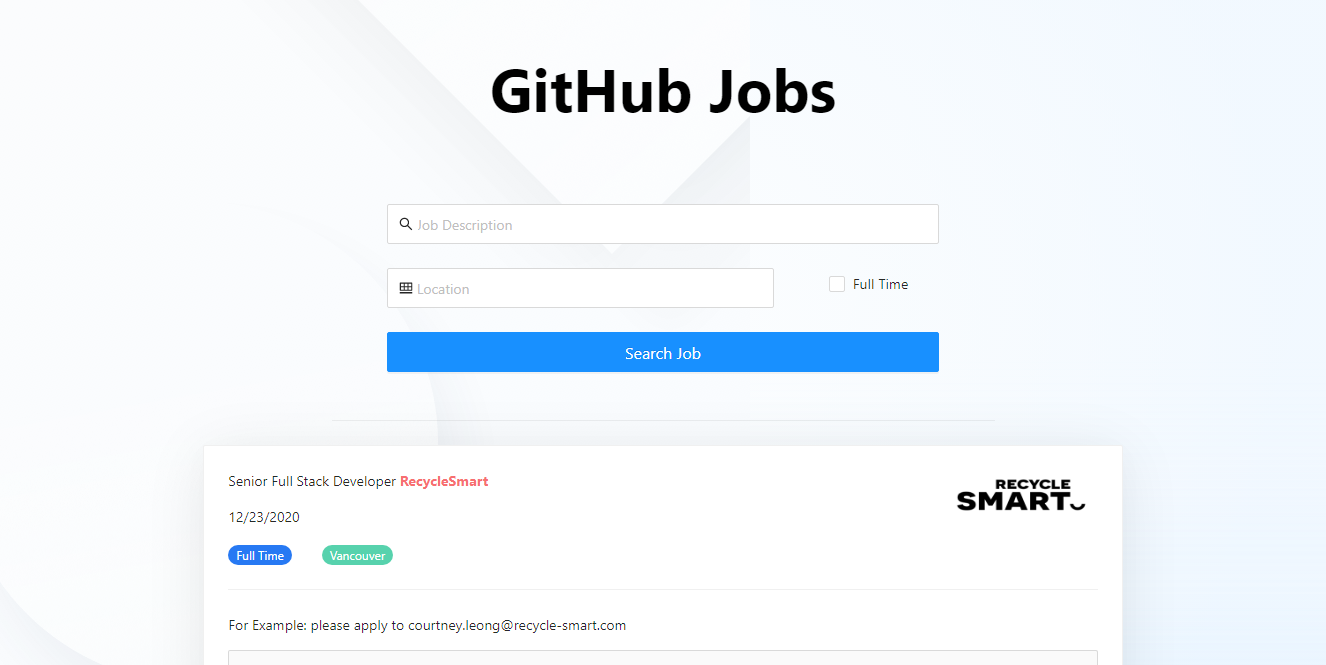 GitHub Jobs
Job Description
Location
Full Time
Search Job
Senior Full Stack Developer RecycleSmart
RECYCLE
SMART
12/23/2020
Full Time
Vancouver
For Example: please apply to courtney.leong@recycle-smart.com